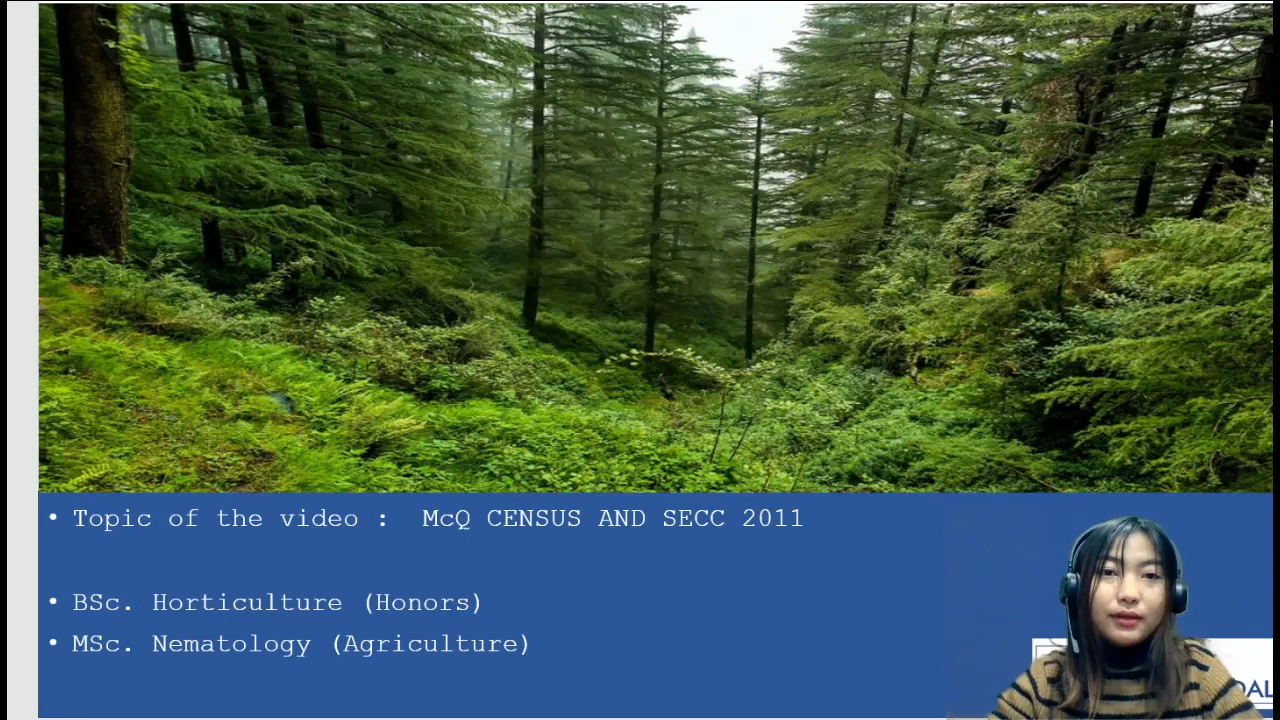 • Topic of the video : McQ CENSUS AND SECC 2011
• BSc. Horticulture (Honors)
• MSc. Nematology (Agriculture)